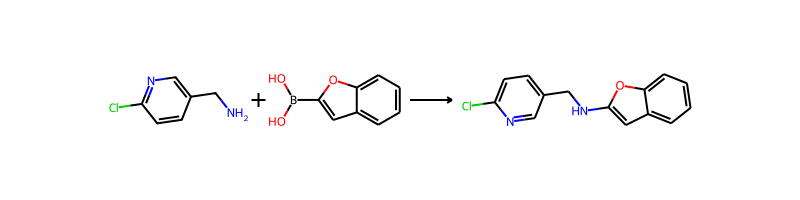 Cl N NH2 + HO B HO O Cl N HN O